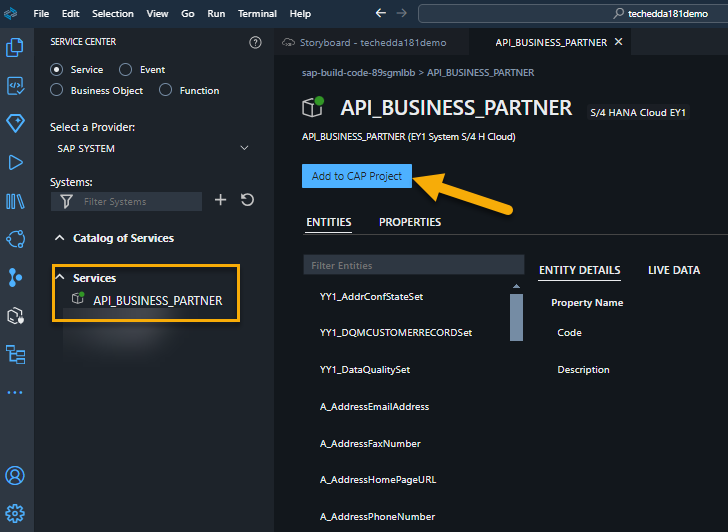 File Edit Selection View Go Run Terminal Help techedda181demo
SERVICE CENTER
Service Event
Business Object Function
Select a Provider:
SAP SYSTEM
Systems:
Filter Systems
Catalog of Services
Services
API_BUSINESS_PARTNER
Storyboard - techedda181demo API_BUSINESS_PARTNER
sap-build-code-89sgmlbb > API_BUSINESS_PARTNER
API_BUSINESS_PARTNER S/4 HANA Cloud EY1
API_BUSINESS_PARTNER (EY1 System S/4 H Cloud)
Add to CAP Project
ENTITIES PROPERTIES
Filter Entities
YY1_AddrConfStateSet
YY1_DQMCUSTOMERRECORDSet
YY1_DataQualitySet
A_AddressEmailAddress
A_AddressFaxNumber
A_AddressHomePageURL
A_AddressPhoneNumber
ENTITY DETAILS LIVE DATA
Property Name
Code
Description